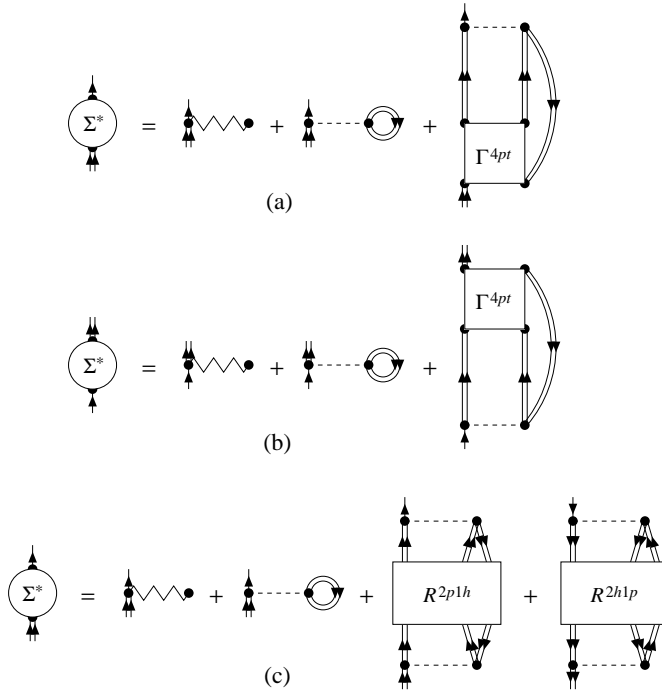 Σ* = + + Γ⁴ᵖᵗ
(a)
Σ* = + + Γ⁴ᵖᵗ
(b)
Σ* = + + R²ᵖ¹ʰ + R²ʰ¹ᵖ
(c)